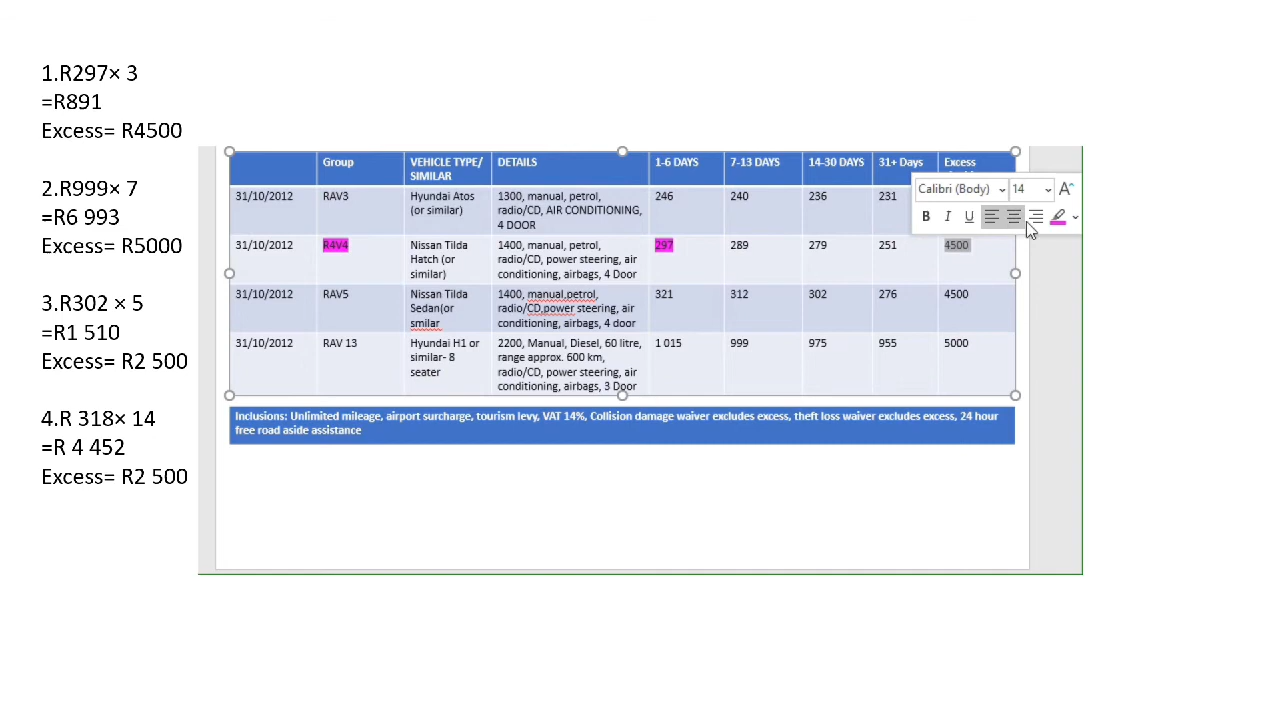 1.R297× 3
=R891
Excess= R4500
2.R999× 7
=R6 993
Excess= R5000
3.R302 × 5
=R1 510
Excess= R2 500
4.R 318× 14
=R 4 452
Excess= R2 500
Group VEHICLE TYPE/ DETAILS 1-6 DAYS 7-13 DAYS 14-30 DAYS 31+ Days Excess
SIMILAR
31/10/2012 RAV3 Hyundai Atos 1300, manual, petrol, 246 240 236 231
(or similar) radio/CD, AIR CONDITIONING,
4 DOOR
31/10/2012 R4V4 Nissan Tilda 1400, manual, petrol, 297 289 279 251 4500
Hatch (or radio/CD, power steering, air
similar) conditioning, airbags, 4 Door
31/10/2012 RAV5 Nissan Tilda 1400, manual,petrol, 321 312 302 276 4500
Sedan(or radio/CD,power steering, air
smilar conditioning, airbags, 4 door
31/10/2012 RAV 13 Hyundai H1 or 2200, Manual, Diesel, 60 litre, 1 015 999 975 955 5000
similar- 8 range approx. 600 km,
seater radio/CD, power steering, air
conditioning, airbags, 3 Door
Inclusions: Unlimited mileage, airport surcharge, tourism levy, VAT 14%, Collision damage waiver excludes excess, theft loss waiver excludes excess, 24 hour
free road aside assistance
Calibri (Body) 14 A
B I U